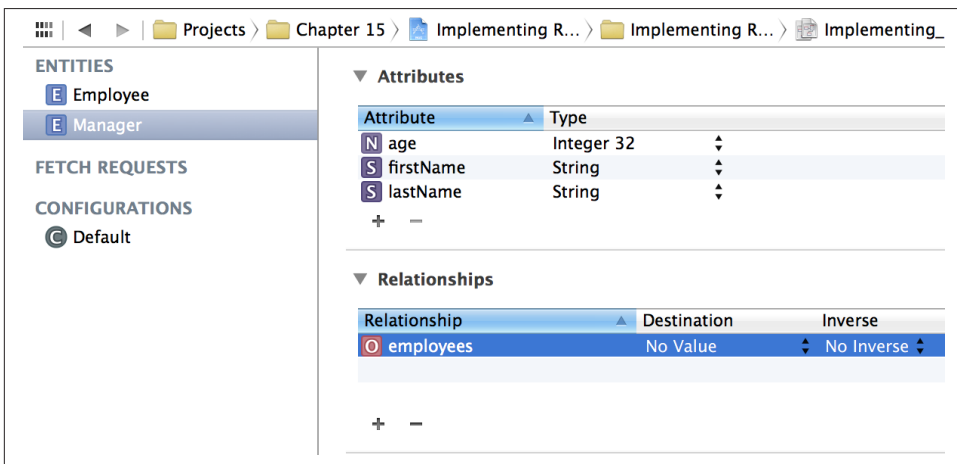 Projects Chapter 15 Implementing R... Implementing R... Implementing_
ENTITIES
E Employee
E Manager
FETCH REQUESTS
CONFIGURATIONS
C Default
Attributes
Attribute Type
N age Integer 32
S firstName String
S lastName String
Relationships
Relationship Destination Inverse
O employees No Value No Inverse